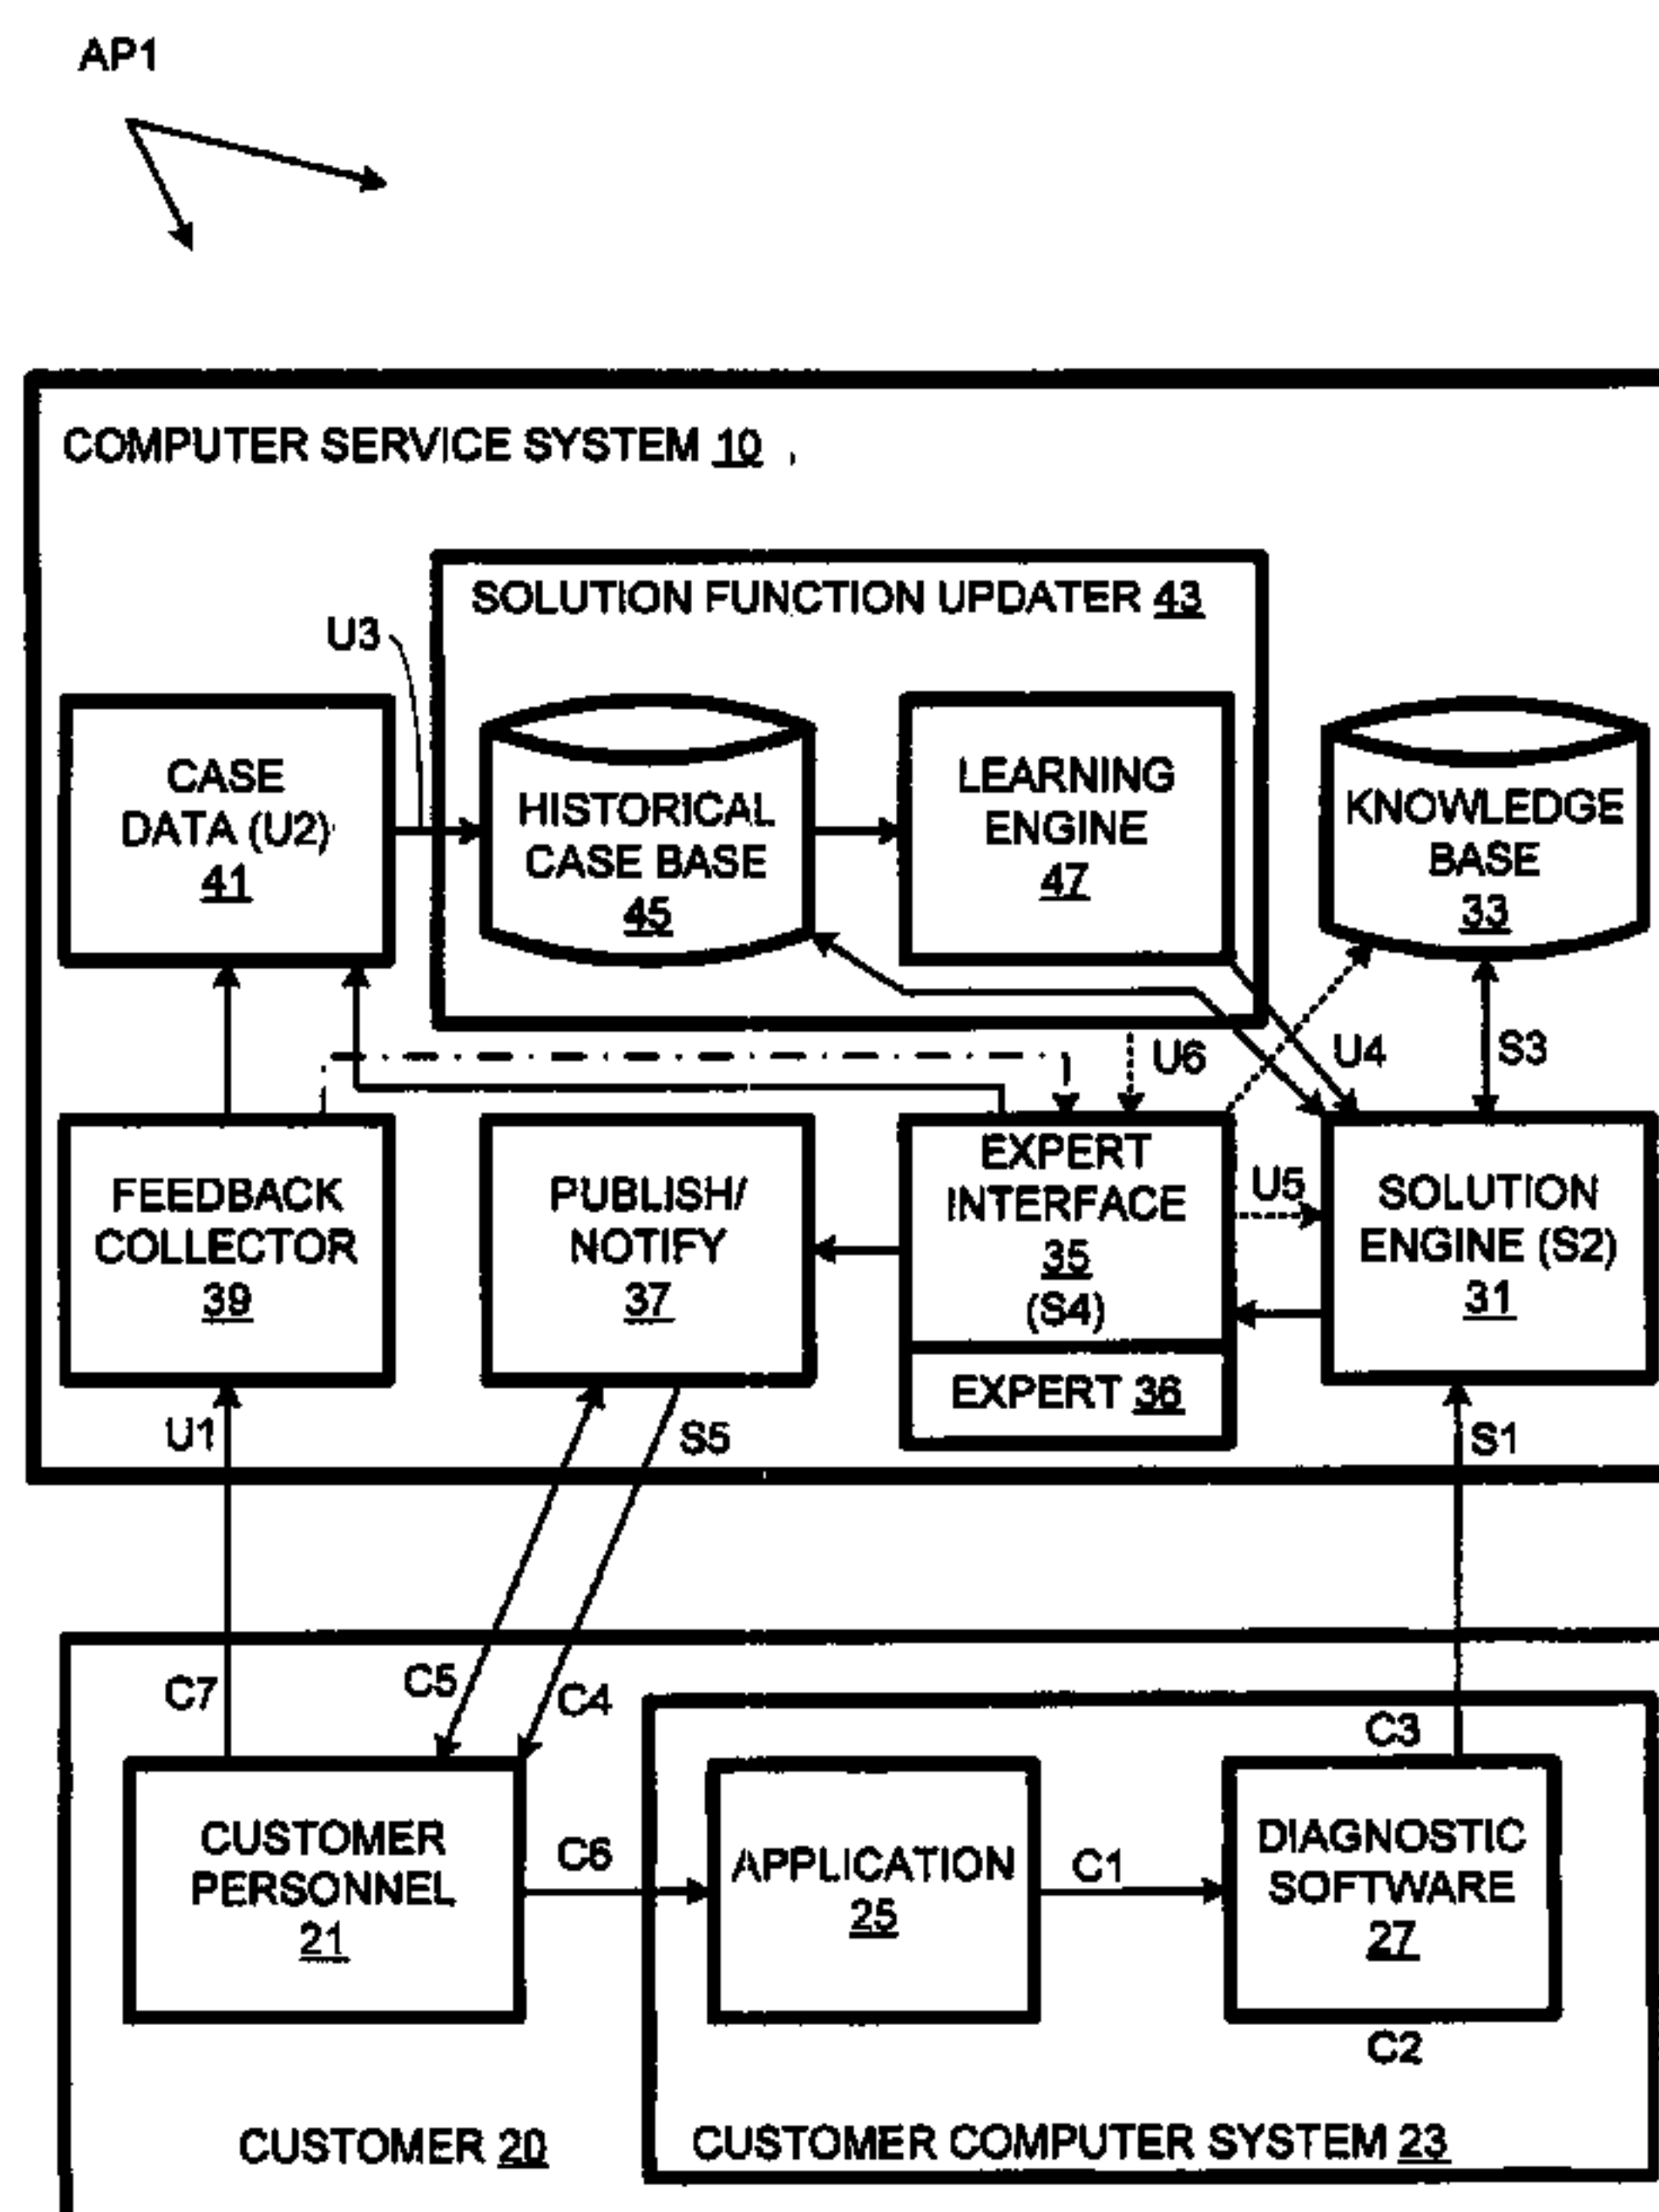 AP1
COMPUTER SERVICE SYSTEM 10
SOLUTION FUNCTION UPDATER 43
U3
CASE
DATA (U2)
41
HISTORICAL
CASE BASE
45
LEARNING
ENGINE
47
KNOWLEDGE
BASE
33
U6
U4
S3
FEEDBACK
COLLECTOR
39
PUBLISH/
NOTIFY
37
EXPERT
INTERFACE
35
(S4)
EXPERT 36
U5
SOLUTION
ENGINE (S2)
31
U1
S5
S1
C7
C5
C4
C3
CUSTOMER
PERSONNEL
21
C6
APPLICATION
25
C1
DIAGNOSTIC
SOFTWARE
27
C2
CUSTOMER 20
CUSTOMER COMPUTER SYSTEM 23